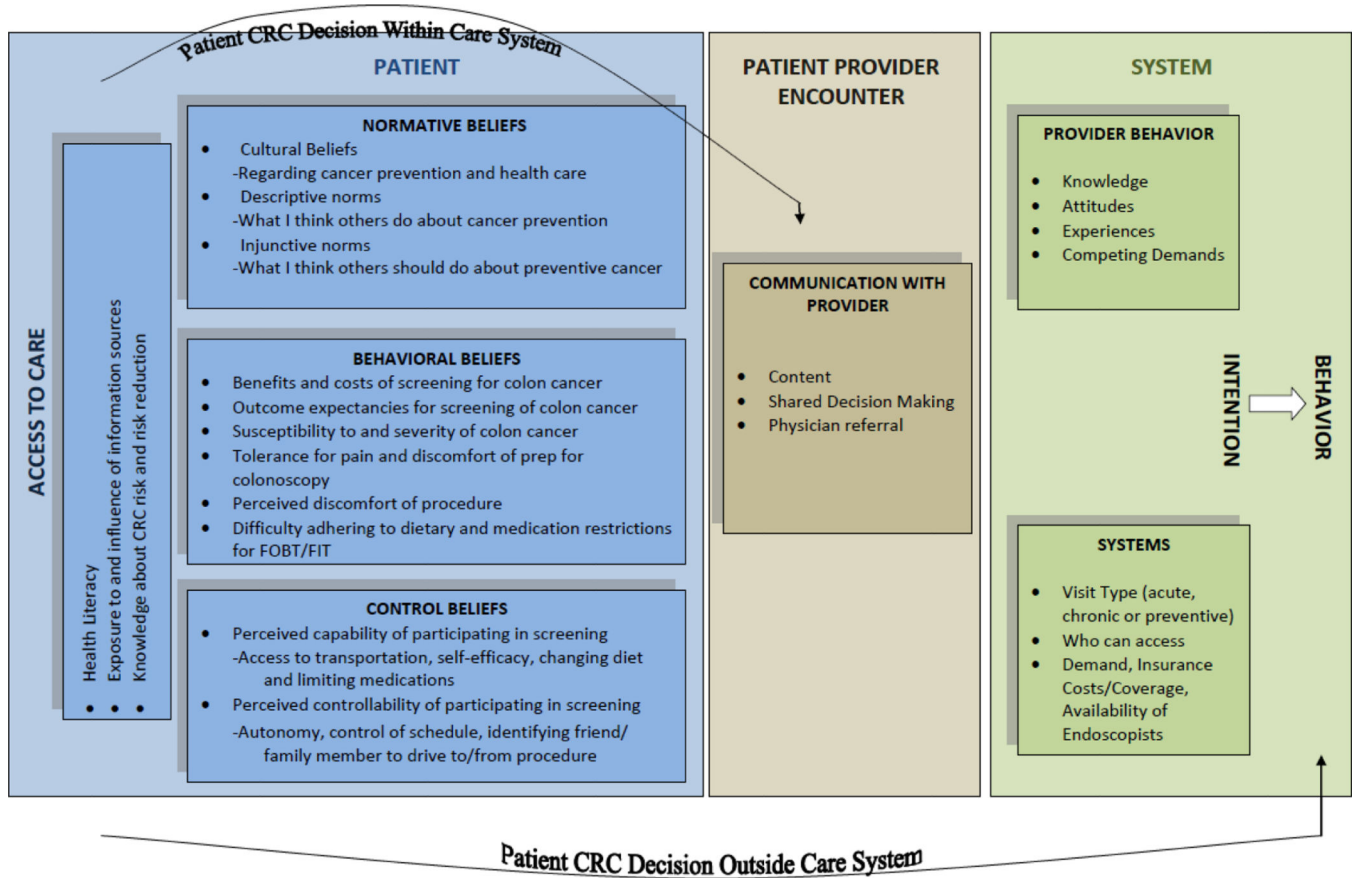 Patient CRC Decision Within Care System
PATIENT
ACCESS TO CARE
• Health Literacy
• Exposure to and influence of information sources
• Knowledge about CRC risk and risk reduction
NORMATIVE BELIEFS
• Cultural Beliefs
-Regarding cancer prevention and health care
• Descriptive norms
-What I think others do about cancer prevention
• Injunctive norms
-What I think others should do about preventive cancer
BEHAVIORAL BELIEFS
• Benefits and costs of screening for colon cancer
• Outcome expectancies for screening of colon cancer
• Susceptibility to and severity of colon cancer
• Tolerance for pain and discomfort of prep for
colonoscopy
• Perceived discomfort of procedure
• Difficulty adhering to dietary and medication restrictions
for FOBT/FIT
CONTROL BELIEFS
• Perceived capability of participating in screening
-Access to transportation, self-efficacy, changing diet
and limiting medications
• Perceived controllability of participating in screening
-Autonomy, control of schedule, identifying friend/
family member to drive to/from procedure
PATIENT PROVIDER
ENCOUNTER
COMMUNICATION WITH
PROVIDER
• Content
• Shared Decision Making
• Physician referral
SYSTEM
PROVIDER BEHAVIOR
• Knowledge
• Attitudes
• Experiences
• Competing Demands
INTENTION
BEHAVIOR
SYSTEMS
• Visit Type (acute,
chronic or preventive)
• Who can access
• Demand, Insurance
Costs/Coverage,
Availability of
Endoscopists
Patient CRC Decision Outside Care System